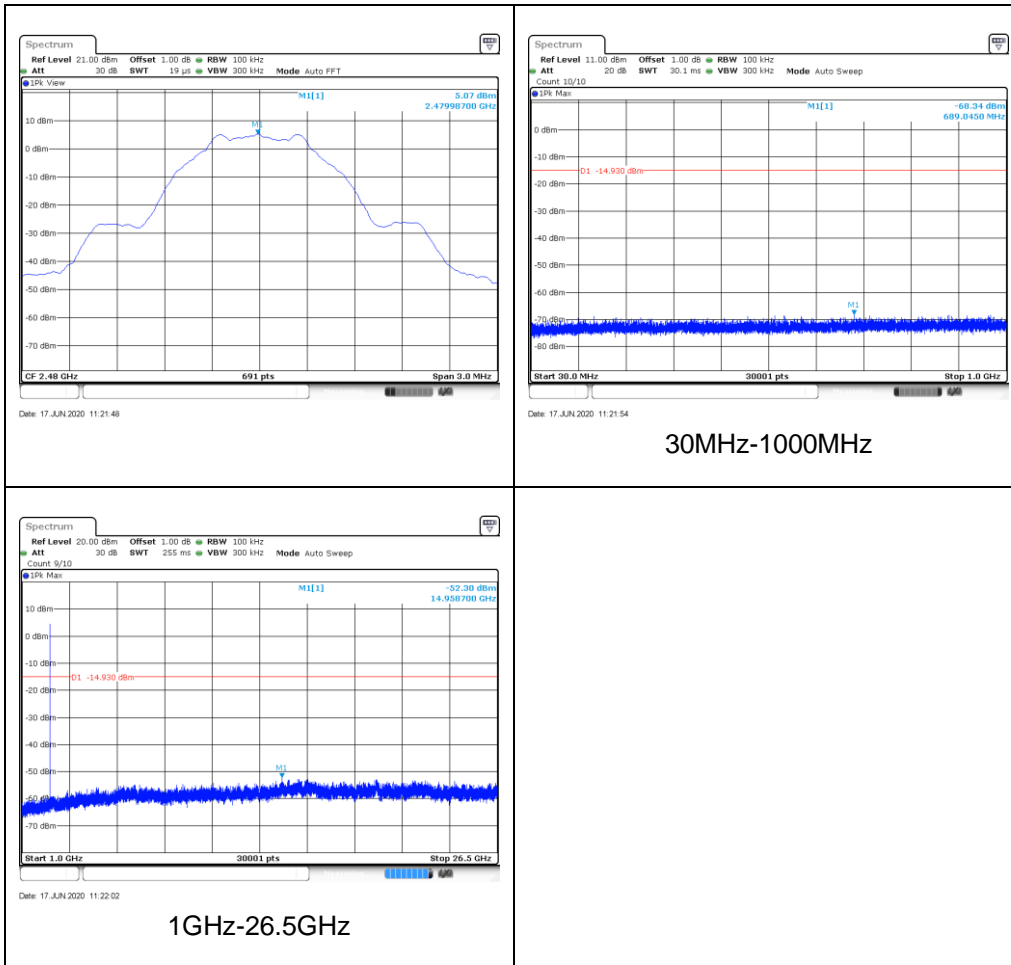 Spectrum
Ref Level 21.00 dBm Offset 1.00 dB RBW 100 kHz
Att 30 dB SWT 19 µs VBW 300 kHz Mode Auto FFT
1Pk View
M1[1] 5.07 dBm
2.47998700 GHz
M1
10 dBm
0 dBm
-10 dBm
-20 dBm
-30 dBm
-40 dBm
-50 dBm
-60 dBm
-70 dBm
CF 2.48 GHz 691 pts Span 3.0 MHz
Date: 17.JUN.2020 11:21:48
Spectrum
Ref Level 11.00 dBm Offset 1.00 dB RBW 100 kHz
Att 20 dB SWT 30.1 ms VBW 300 kHz Mode Auto Sweep
Count 10/10
1Pk Max
M1[1] -68.34 dBm
689.0450 MHz
0 dBm
-10 dBm
D1 -14.930 dBm
-20 dBm
-30 dBm
-40 dBm
-50 dBm
-60 dBm
M1
-70 dBm
-80 dBm
Start 30.0 MHz 30001 pts Stop 1.0 GHz
Date: 17.JUN.2020 11:21:54
30MHz-1000MHz
Spectrum
Ref Level 20.00 dBm Offset 1.00 dB RBW 100 kHz
Att 30 dB SWT 255 ms VBW 300 kHz Mode Auto Sweep
Count 9/10
1Pk Max
M1[1] -52.30 dBm
14.958700 GHz
10 dBm
0 dBm
-10 dBm
D1 -14.930 dBm
-20 dBm
-30 dBm
-40 dBm
-50 dBm
M1
-60 dBm
-70 dBm
Start 1.0 GHz 30001 pts Stop 26.5 GHz
Date: 17.JUN.2020 11:22:02
1GHz-26.5GHz